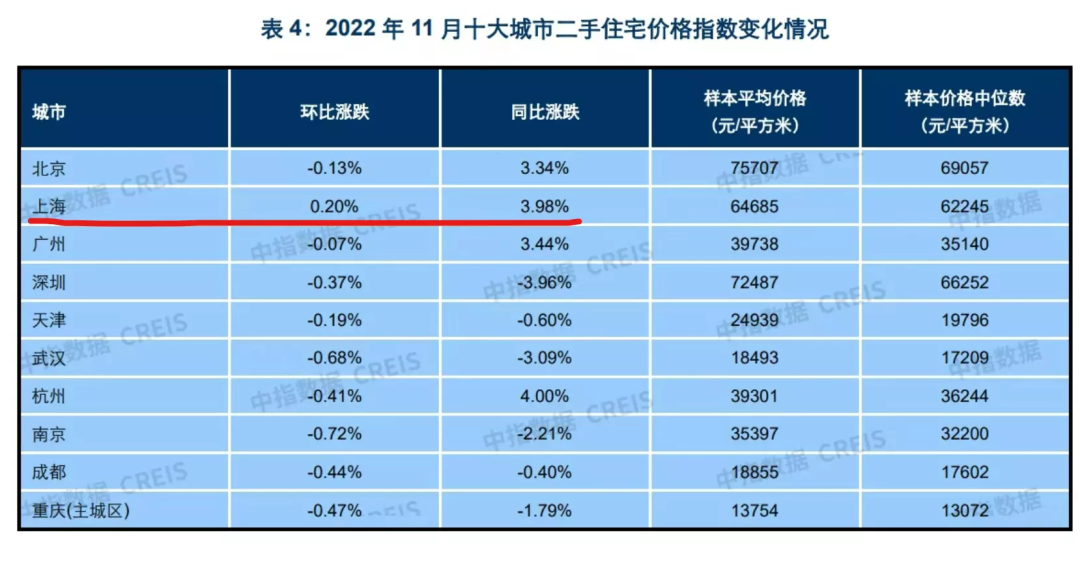 表 4：2022 年 11 月十大城市二手住宅价格指数变化情况
城市 环比涨跌 同比涨跌 样本平均价格 样本价格中位数
（元/平方米） （元/平方米）
北京 -0.13% 3.34% 75707 69057
上海 0.20% 3.98% 64685 62245
广州 -0.07% 3.44% 39738 35140
深圳 -0.37% -3.96% 72487 66252
天津 -0.19% -0.60% 24939 19796
武汉 -0.68% -3.09% 18493 17209
杭州 -0.41% 4.00% 39301 36244
南京 -0.72% -2.21% 35397 32200
成都 -0.44% -0.40% 18855 17602
重庆(主城区) -0.47% -1.79% 13754 13072
中指数据 CREIS